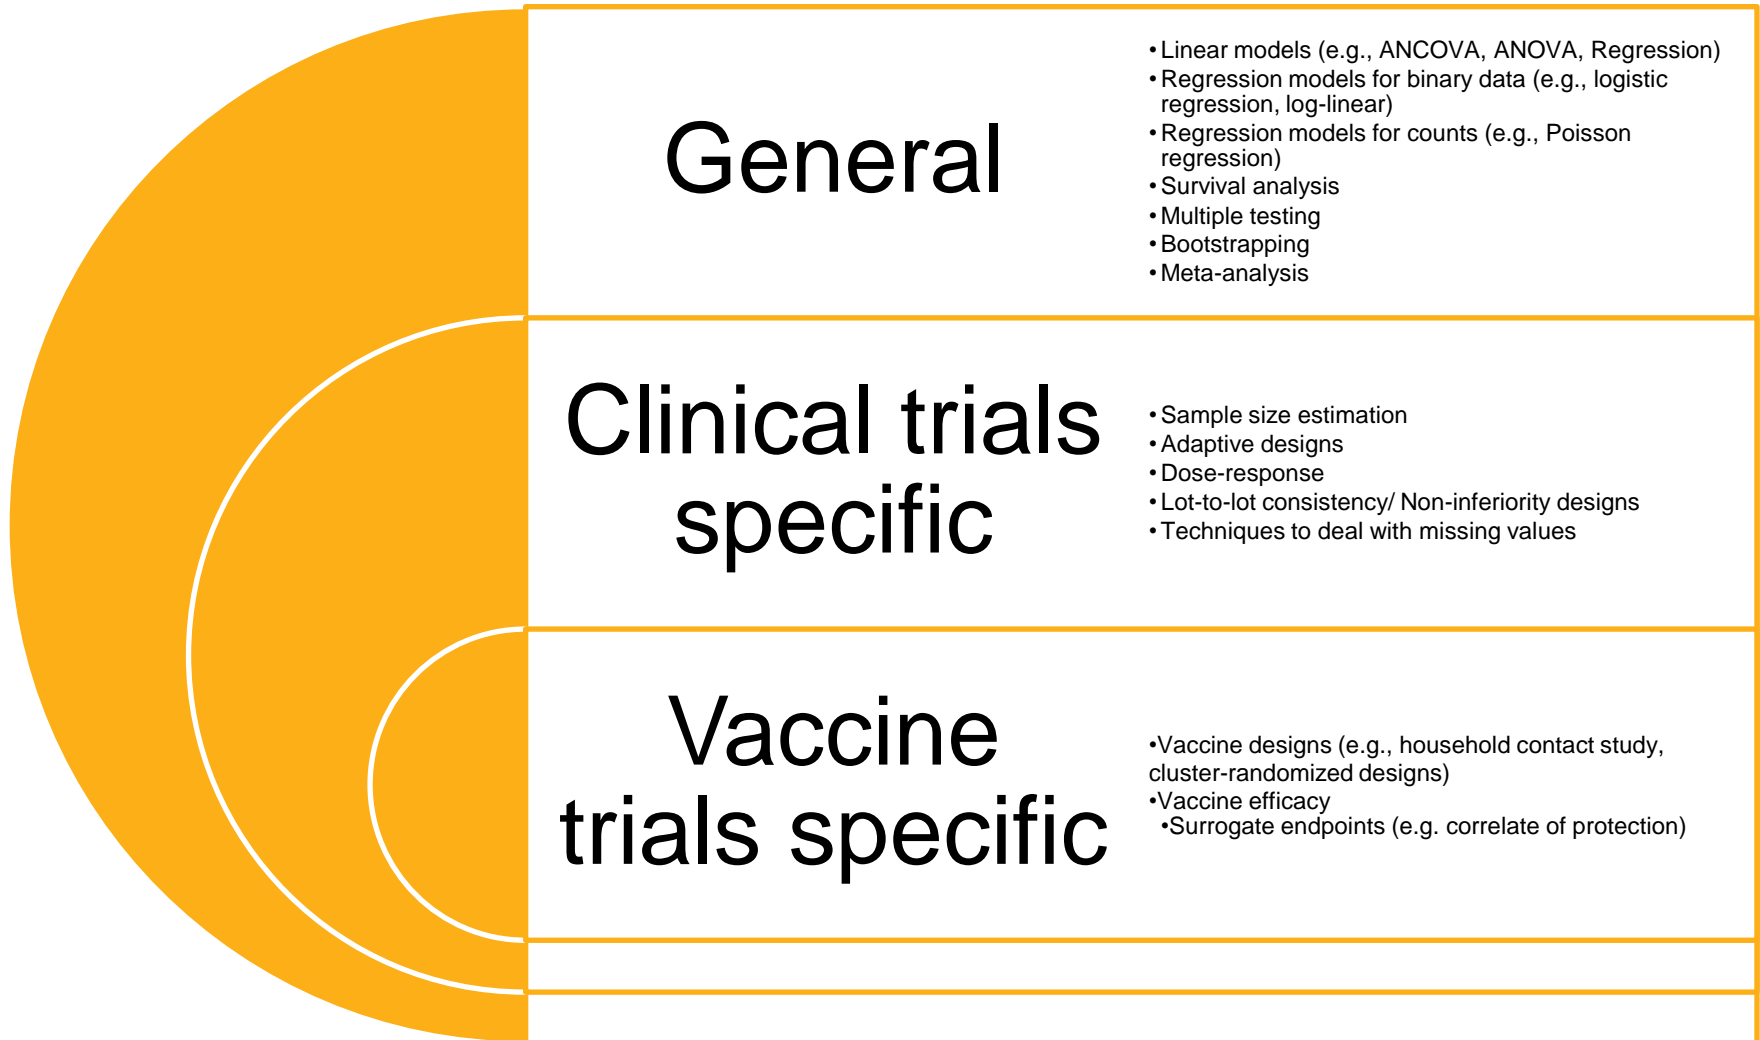 General
• Linear models (e.g., ANCOVA, ANOVA, Regression)
• Regression models for binary data (e.g., logistic
regression, log-linear)
• Regression models for counts (e.g., Poisson
regression)
• Survival analysis
• Multiple testing
• Bootstrapping
• Meta-analysis
Clinical trials
specific
• Sample size estimation
• Adaptive designs
• Dose-response
• Lot-to-lot consistency/ Non-inferiority designs
• Techniques to deal with missing values
Vaccine
trials specific
•Vaccine designs (e.g., household contact study,
cluster-randomized designs)
•Vaccine efficacy
•Surrogate endpoints (e.g. correlate of protection)